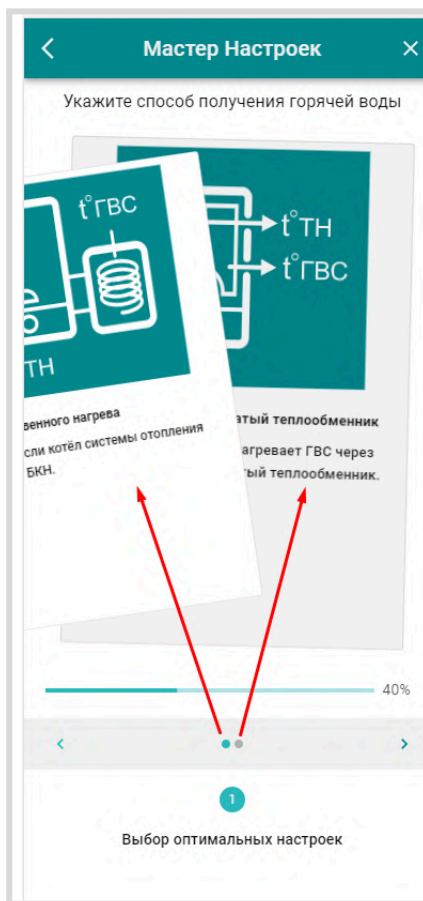 Мастер Настроек
Укажите способ получения горячей воды
t°ГВС
ТН
t°ТН
t°ГВС
венного нагрева
сли котёл системы отопления
БКН.
атый теплообменник
агревает ГВС через
тый теплообменник.
40%
1
Выбор оптимальных настроек